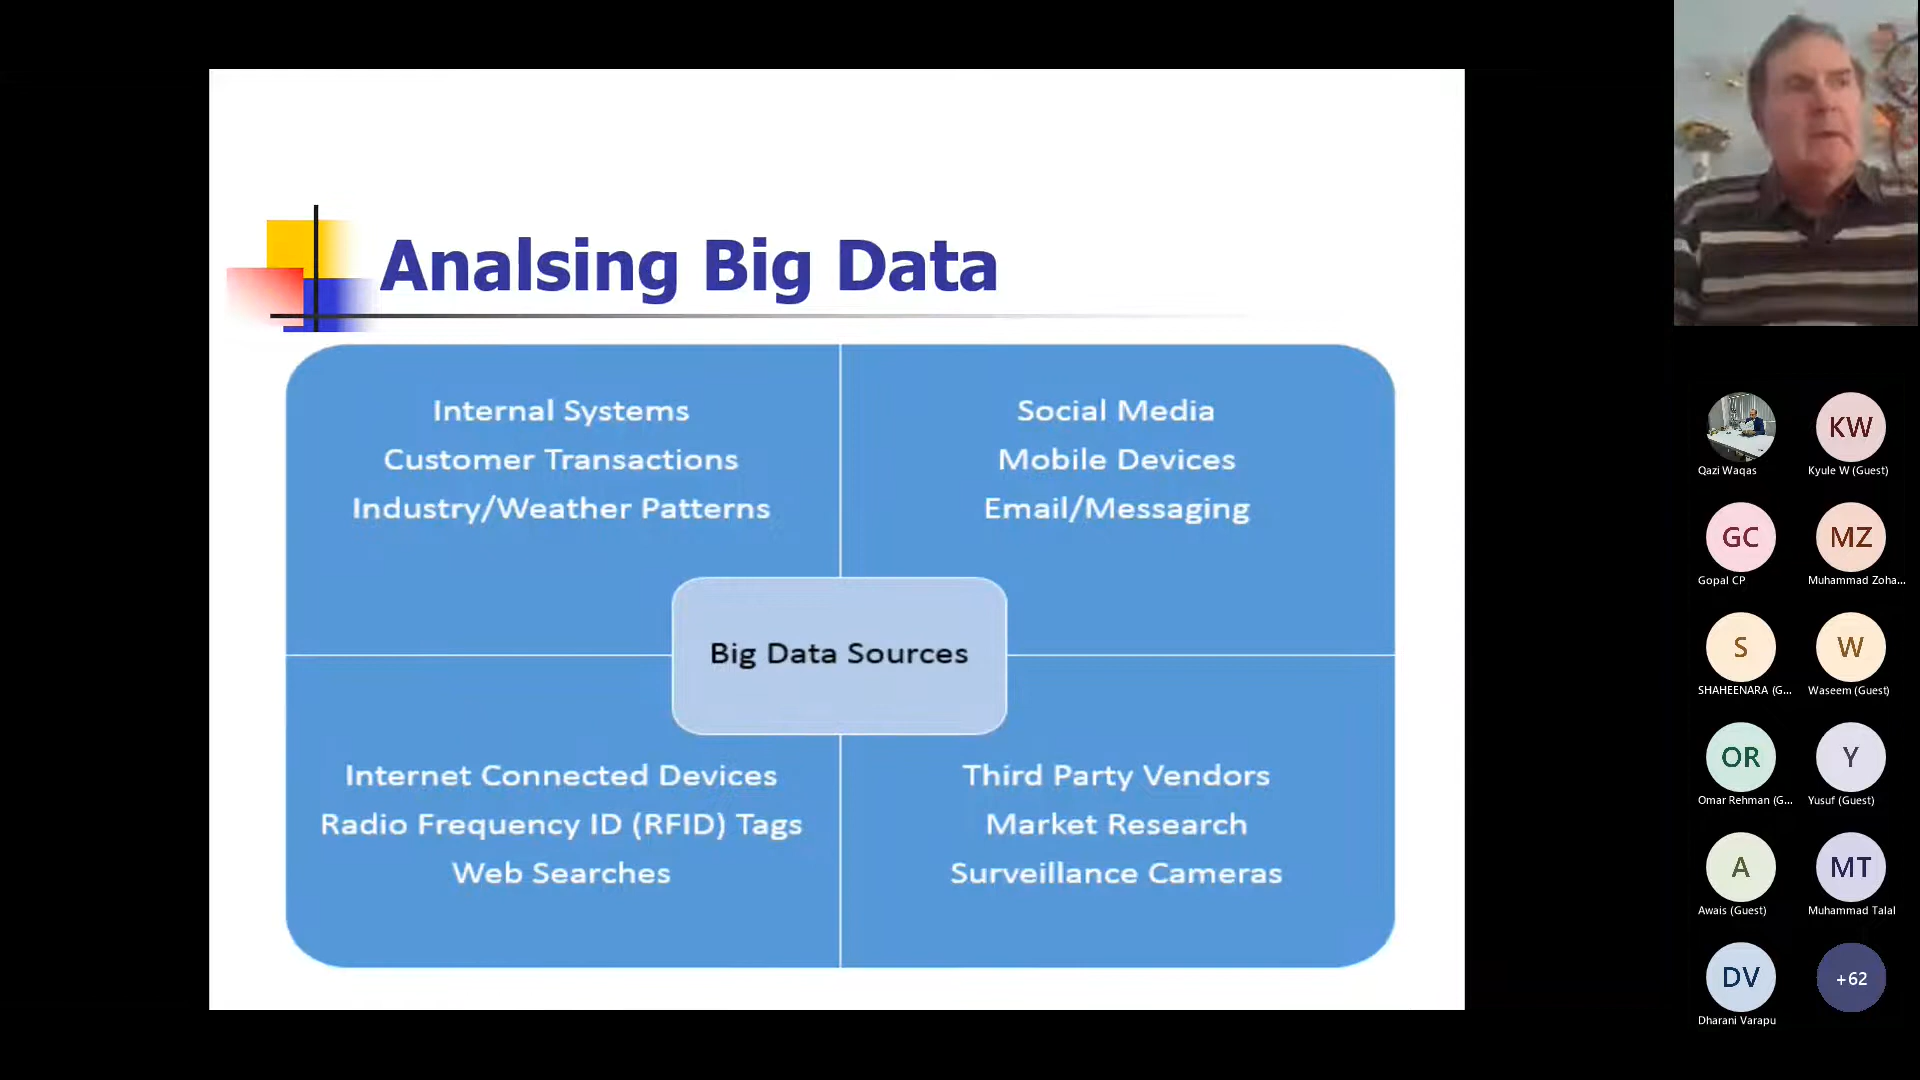 Analsing Big Data
Internal Systems
Customer Transactions
Industry/Weather Patterns
Social Media
Mobile Devices
Email/Messaging
Big Data Sources
Internet Connected Devices
Radio Frequency ID (RFID) Tags
Web Searches
Third Party Vendors
Market Research
Surveillance Cameras
Qazi Waqas
KW
Kyule W (Guest)
GC
Gopal CP
MZ
Muhammad Zoha...
S
SHAHEENARA (G...
W
Waseem (Guest)
OR
Omar Rehman (G...
Y
Yusuf (Guest)
A
Awais (Guest)
MT
Muhammad Talal
DV
Dharani Varapu
+62